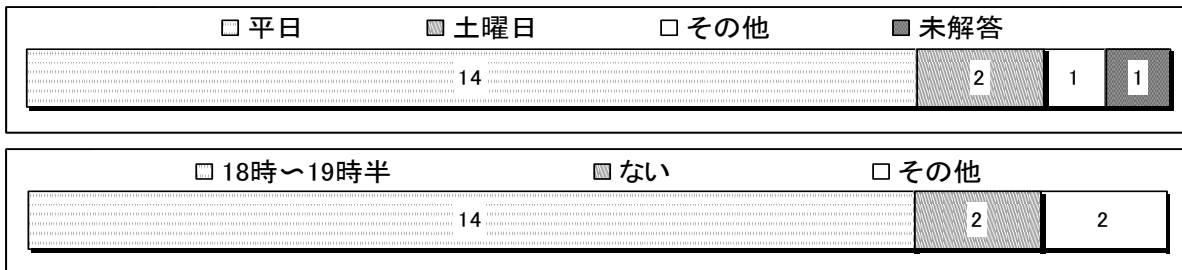 平日 土曜日 その他 未解答
14 2 1 1
18時～19時半 ない その他
14 2 2